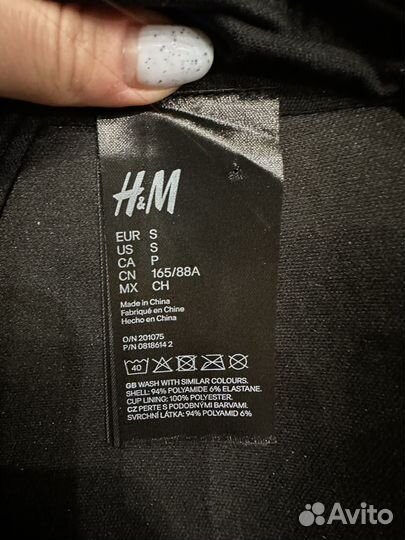 H&M
EUR S
US S
CA P
CN 165/88A
MX CH
Made in China
Fabriqué en Chine
Hecho en China
O/N 201075
P/N 0818614 2
40
GB WASH WITH SIMILAR COLOURS.
SHELL: 94% POLYAMIDE 6% ELASTANE.
CUP LINING: 100% POLYESTER.
CZ PERTE S PODOBNÝMI BARVAMI.
SVRCHNÍ LÁTKA: 94% POLYAMID 6%
Avito